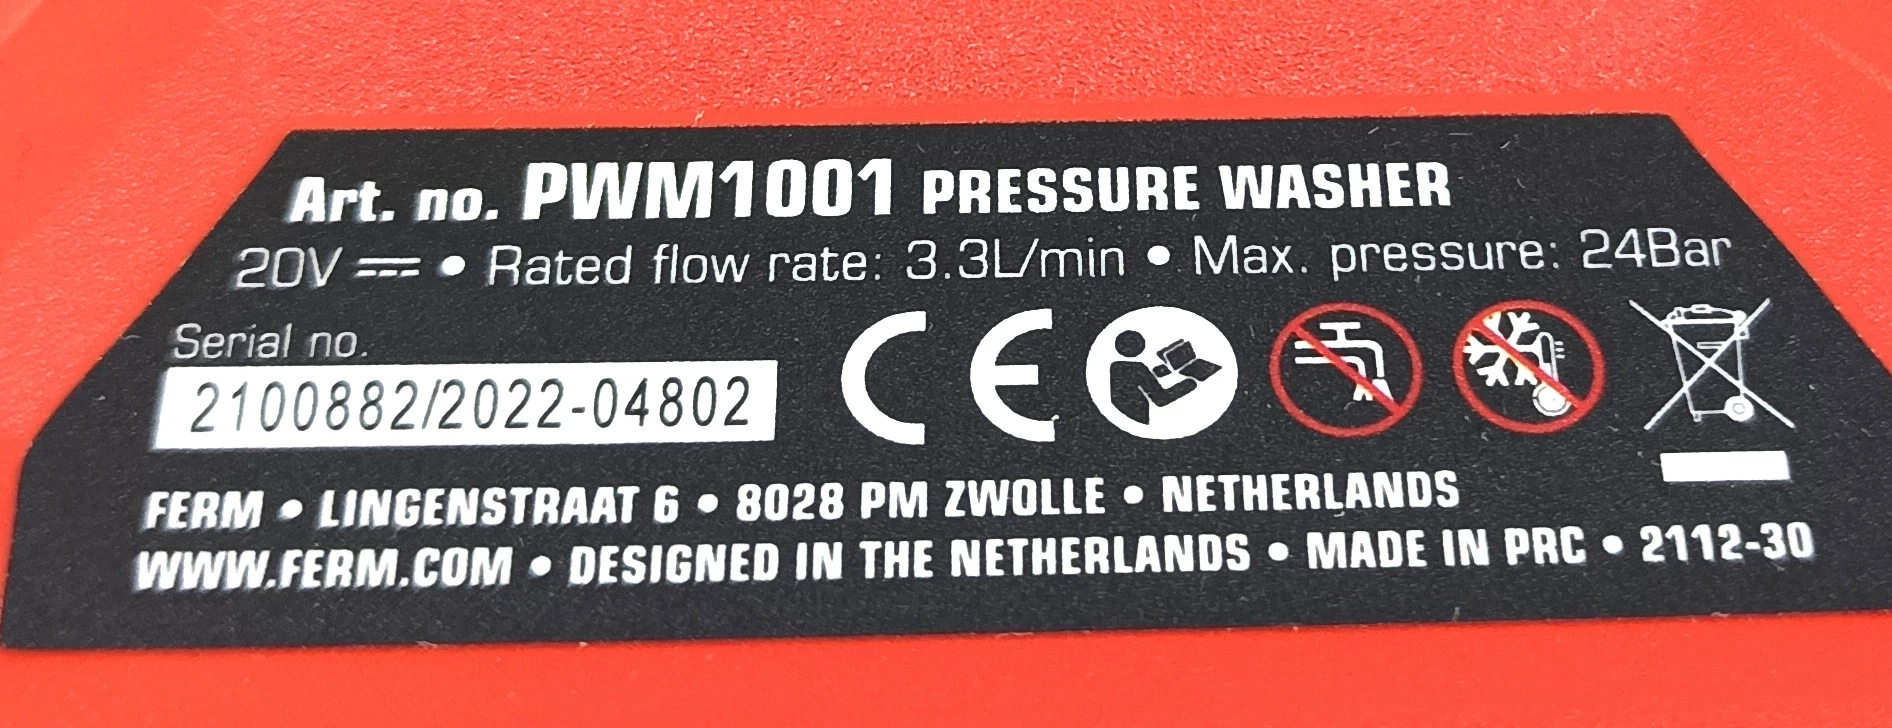 Art. no. PWM1001 PRESSURE WASHER
20V ⎓ • Rated flow rate: 3.3L/min • Max. pressure: 24Bar
Serial no.
2100882/2022-04802
CE
FERM • LINGENSTRAAT 6 • 8028 PM ZWOLLE • NETHERLANDS
WWW.FERM.COM • DESIGNED IN THE NETHERLANDS • MADE IN PRC • 2112-30